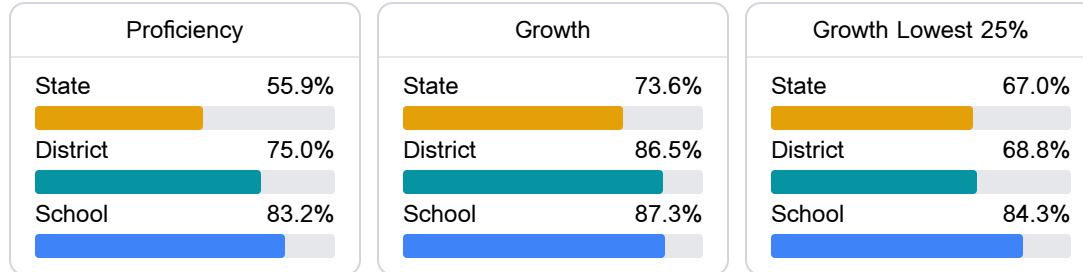 Proficiency
State 55.9%
District 75.0%
School 83.2%
Growth
State 73.6%
District 86.5%
School 87.3%
Growth Lowest 25%
State 67.0%
District 68.8%
School 84.3%